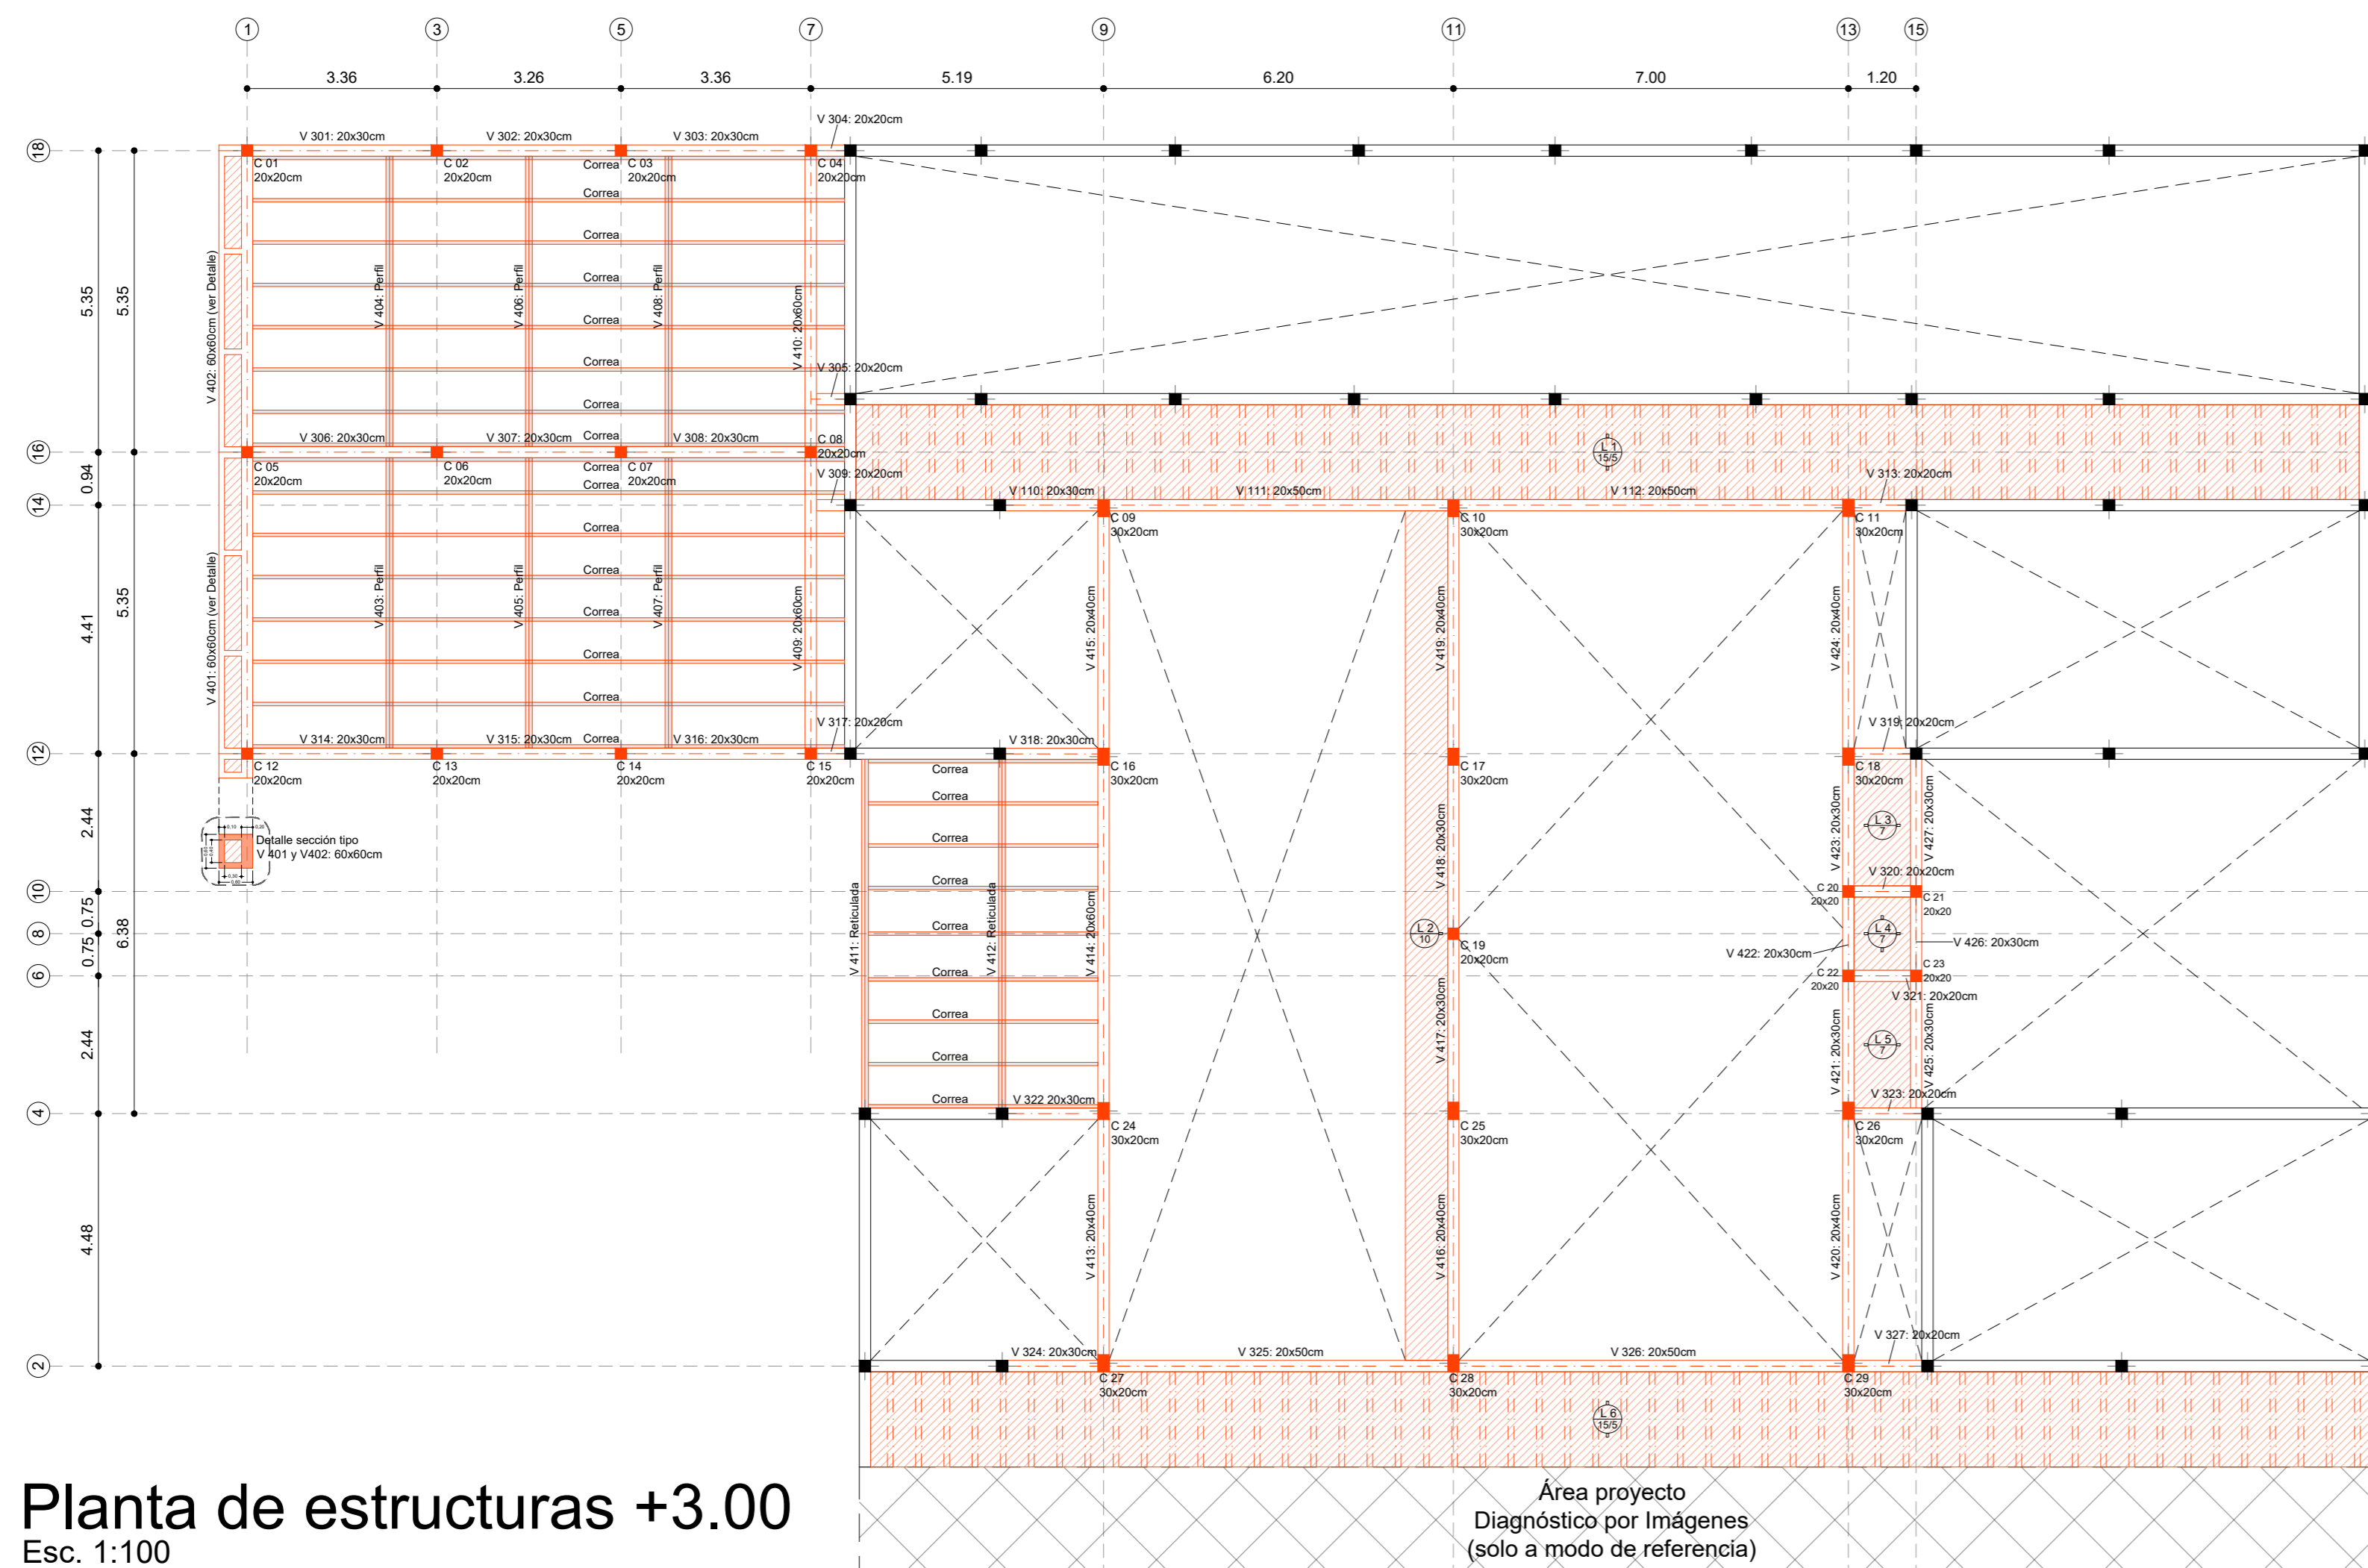 1 3 5 7 9 11 13 15
3.36 3.26 3.36 5.19 6.20 7.00 1.20
V 304: 20x20cm
V 301: 20x30cm V 302: 20x30cm V 303: 20x30cm
18
C 01 C 02 Correa C 03 C 04
20x20cm 20x20cm 20x20cm 20x20cm
Correa
Correa
Correa
Correa
Correa
Correa
Correa
V 402: 60x60cm (ver Detalle)
V 404: Perfil
V 406: Perfil
V 408: Perfil
V 410: 20x60cm
5.35
5.35
V 305: 20x20cm
V 306: 20x30cm V 307: 20x30cm V 308: 20x30cm
C 08
20x20cm
16
L 1
15/5
C 05 C 06 Correa C 07
20x20cm 20x20cm Correa 20x20cm
V 309: 20x20cm
V 313: 20x20cm
0.94
V 110: 20x30cm V 111: 20x50cm V 112: 20x50cm
14
C 09 C 10 C 11
30x20cm 30x20cm 30x20cm
Correa
Correa
Correa
Correa
Correa
V 401: 60x60cm (ver Detalle)
V 403: Perfil
V 405: Perfil
V 407: Perfil
V 409: 20x60cm
V 415: 20x40cm
V 419: 20x40cm
V 424: 20x40cm
4.41
5.35
V 317: 20x20cm
V 319: 20x20cm
V 314: 20x30cm V 315: 20x30cm Correa V 316: 20x30cm V 318: 20x30cm
12
C 12 C 13 C 14 C 15 C 16 C 17 C 18
20x20cm 20x20cm 20x20cm 20x20cm 30x20cm 30x20cm 30x20cm
Correa
Correa
Correa
Correa
Correa
Correa
Correa
Correa
Correa
2.44
Detalle sección tipo
V 401 y V402: 60x60cm
0,10 0,20
0,30
0,60
L 3
7
V 423: 20x30cm
V 427: 20x30cm
V 418: 20x30cm
V 320: 20x20cm
10
C 20
20x20
C 21
20x20
0.75
6.38
V 411: Reticulada
V 412: Reticulada
V 414: 20x60cm
8
L 2
10
C 19
20x20cm
L 4
7
V 426: 20x30cm
V 422: 20x30cm
0.75
6
C 22
20x20
C 23
20x20
V 321: 20x20cm
2.44
V 417: 20x30cm
V 421: 20x30cm
L 5
7
V 425: 20x30cm
V 323: 20x20cm
V 322 20x30cm
4
C 24 C 25 C 26
30x20cm 30x20cm 30x20cm
4.48
V 413: 20x40cm
V 416: 20x40cm
V 420: 20x40cm
V 327: 20x20cm
V 324: 20x30cm V 325: 20x50cm V 326: 20x50cm
2
C 27 C 28 C 29
30x20cm 30x20cm 30x20cm
L 6
15/5
Planta de estructuras +3.00
Esc. 1:100
Área proyecto
Diagnóstico por Imágenes
(solo a modo de referencia)